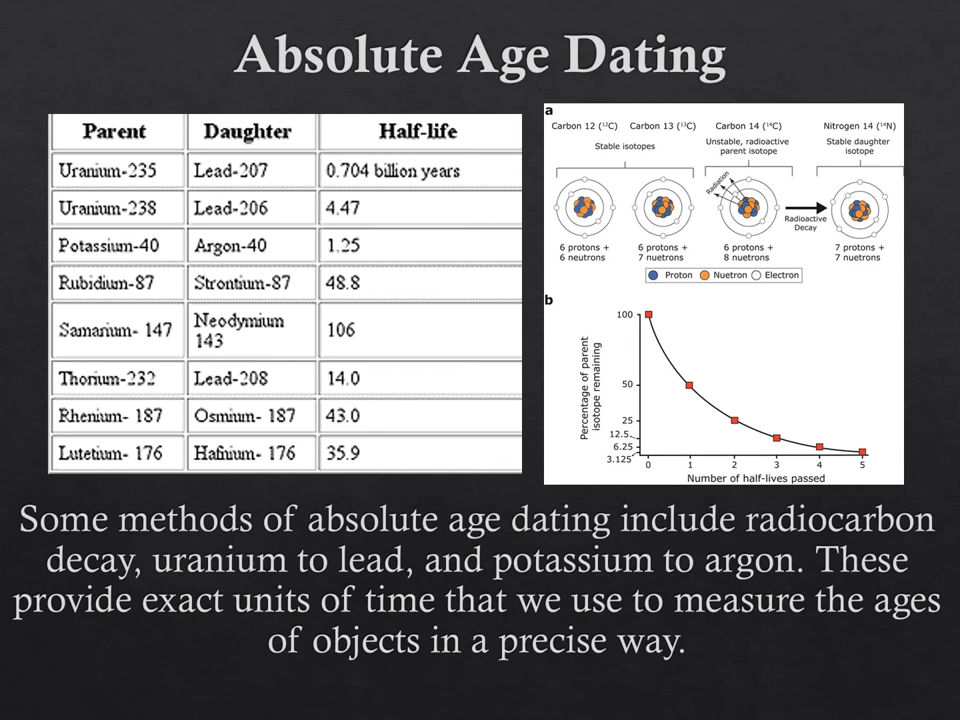 Absolute Age Dating
Parent Daughter Half-life
Uranium-235 Lead-207 0.704 billion years
Uranium-238 Lead-206 4.47
Potassium-40 Argon-40 1.25
Rubidium-87 Strontium-87 48.8
Samarium- 147 Neodymium 143 106
Thorium-232 Lead-208 14.0
Rhenium- 187 Osmium- 187 43.0
Lutetium- 176 Hafnium- 176 35.9
a
Carbon 12 (¹²C) Carbon 13 (¹³C) Carbon 14 (¹⁴C) Nitrogen 14 (¹⁴N)
Stable isotopes
Unstable, radioactive
parent isotope
Stable daughter
isotope
Radiation
Radioactive
Decay
6 protons +
6 neutrons
6 protons +
7 nuetrons
6 protons +
8 nuetrons
7 protons +
7 nuetrons
Proton Nuetron Electron
b
Percentage of parent
isotope remaining
100
50
25
12.5
6.25
3.125
0 1 2 3 4 5
Number of half-lives passed
Some methods of absolute age dating include radiocarbon
decay, uranium to lead, and potassium to argon. These
provide exact units of time that we use to measure the ages
of objects in a precise way.